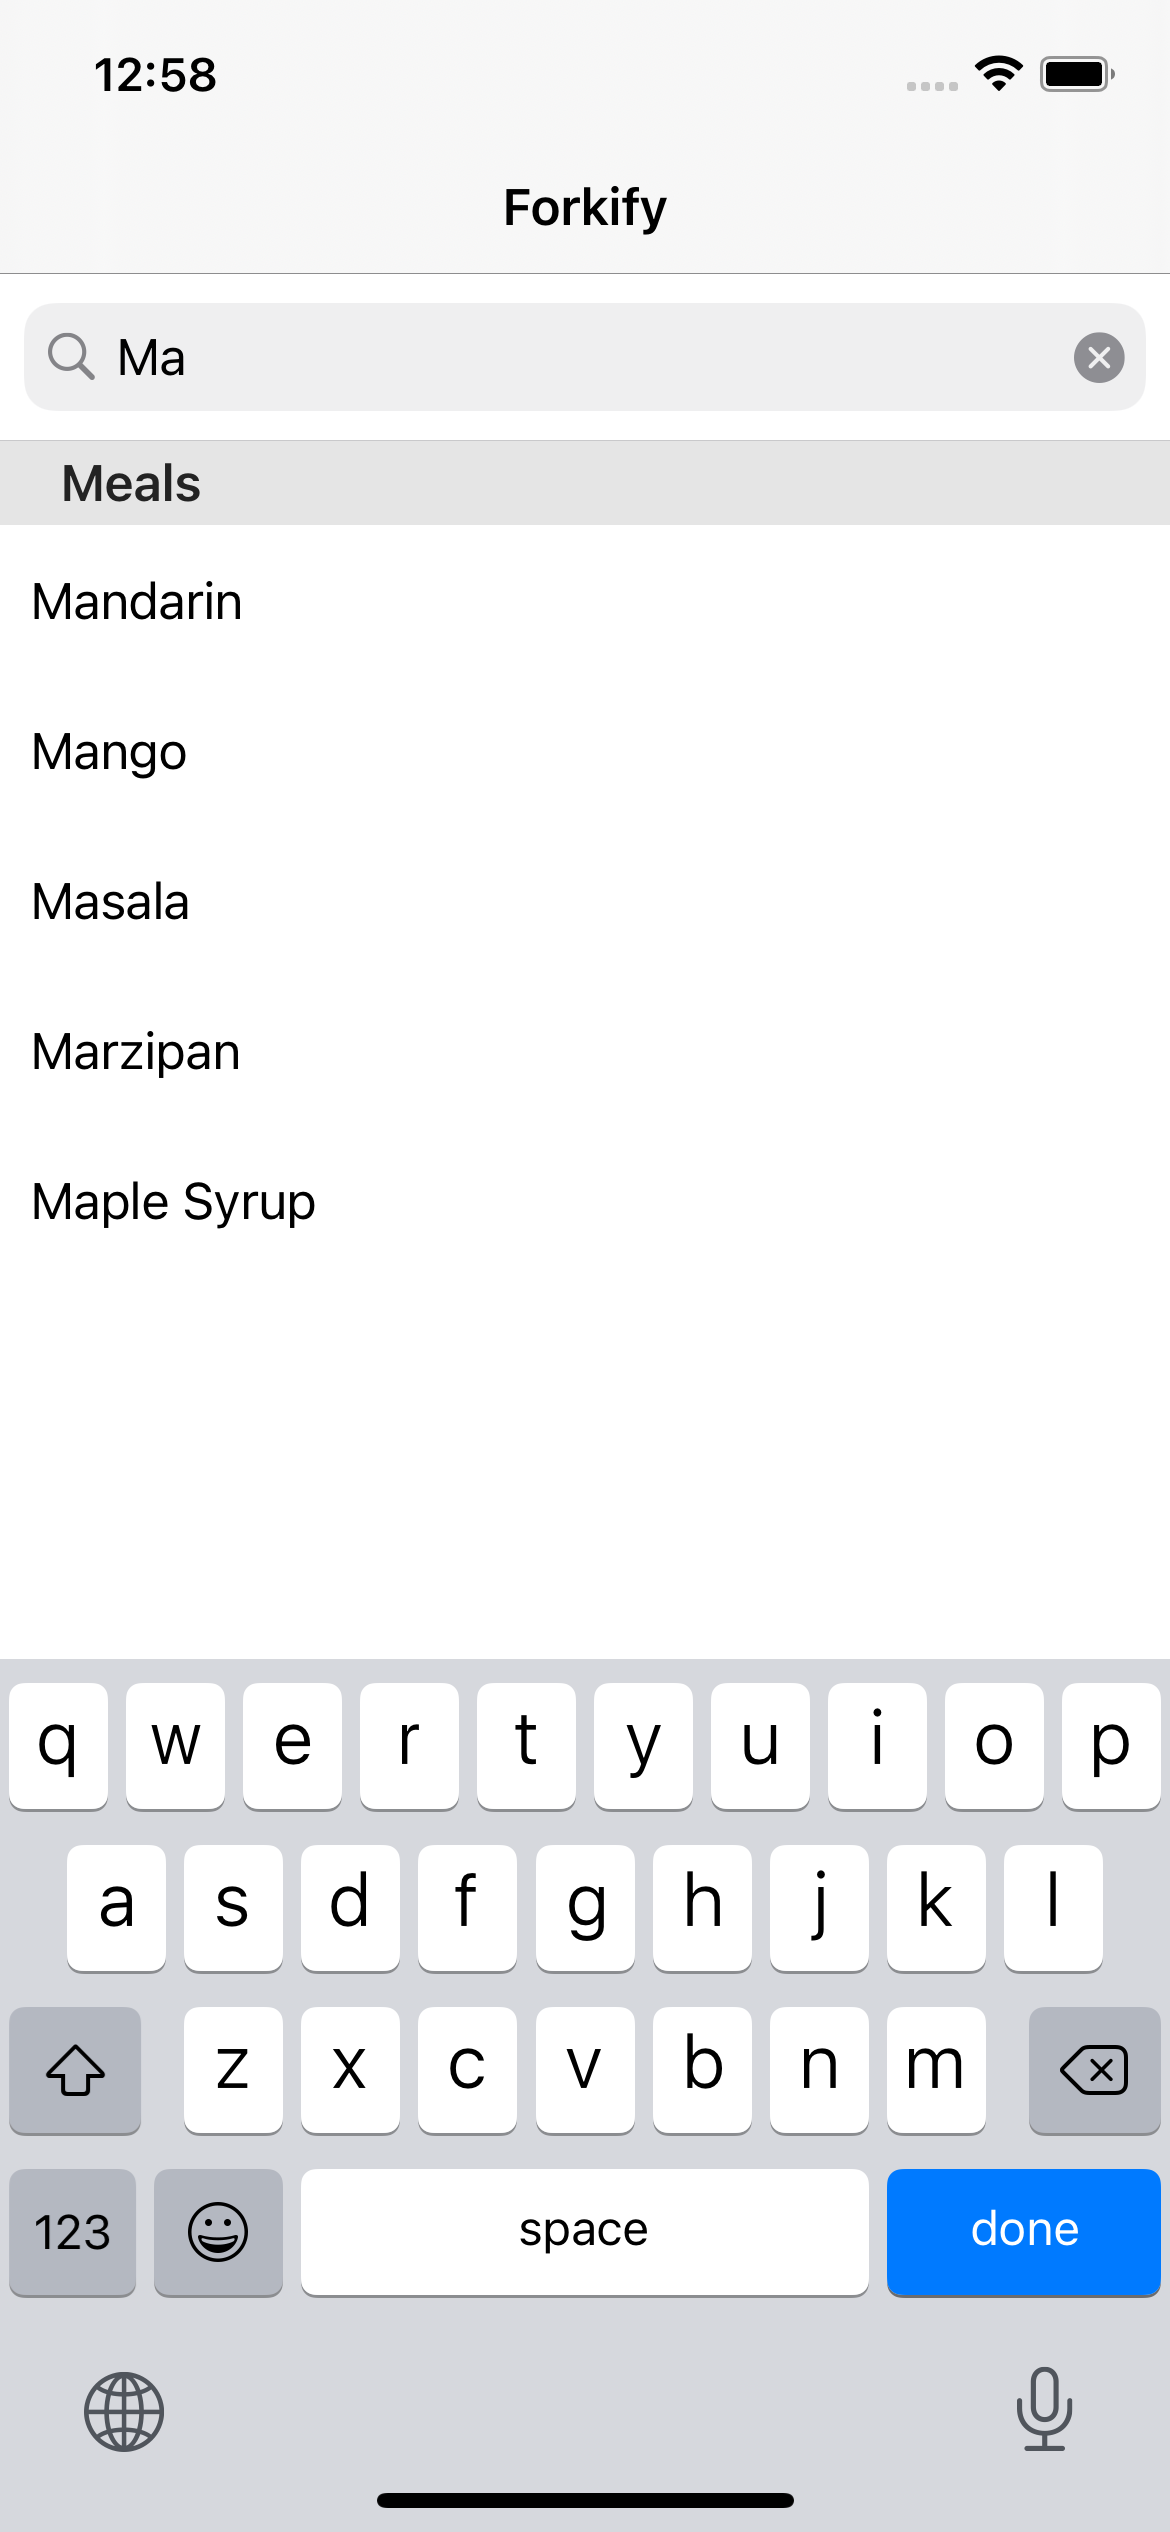 12:58
Forkify
Ma
Meals
Mandarin
Mango
Masala
Marzipan
Maple Syrup
q w e r t y u i o p
a s d f g h j k l
z x c v b n m
123 space done